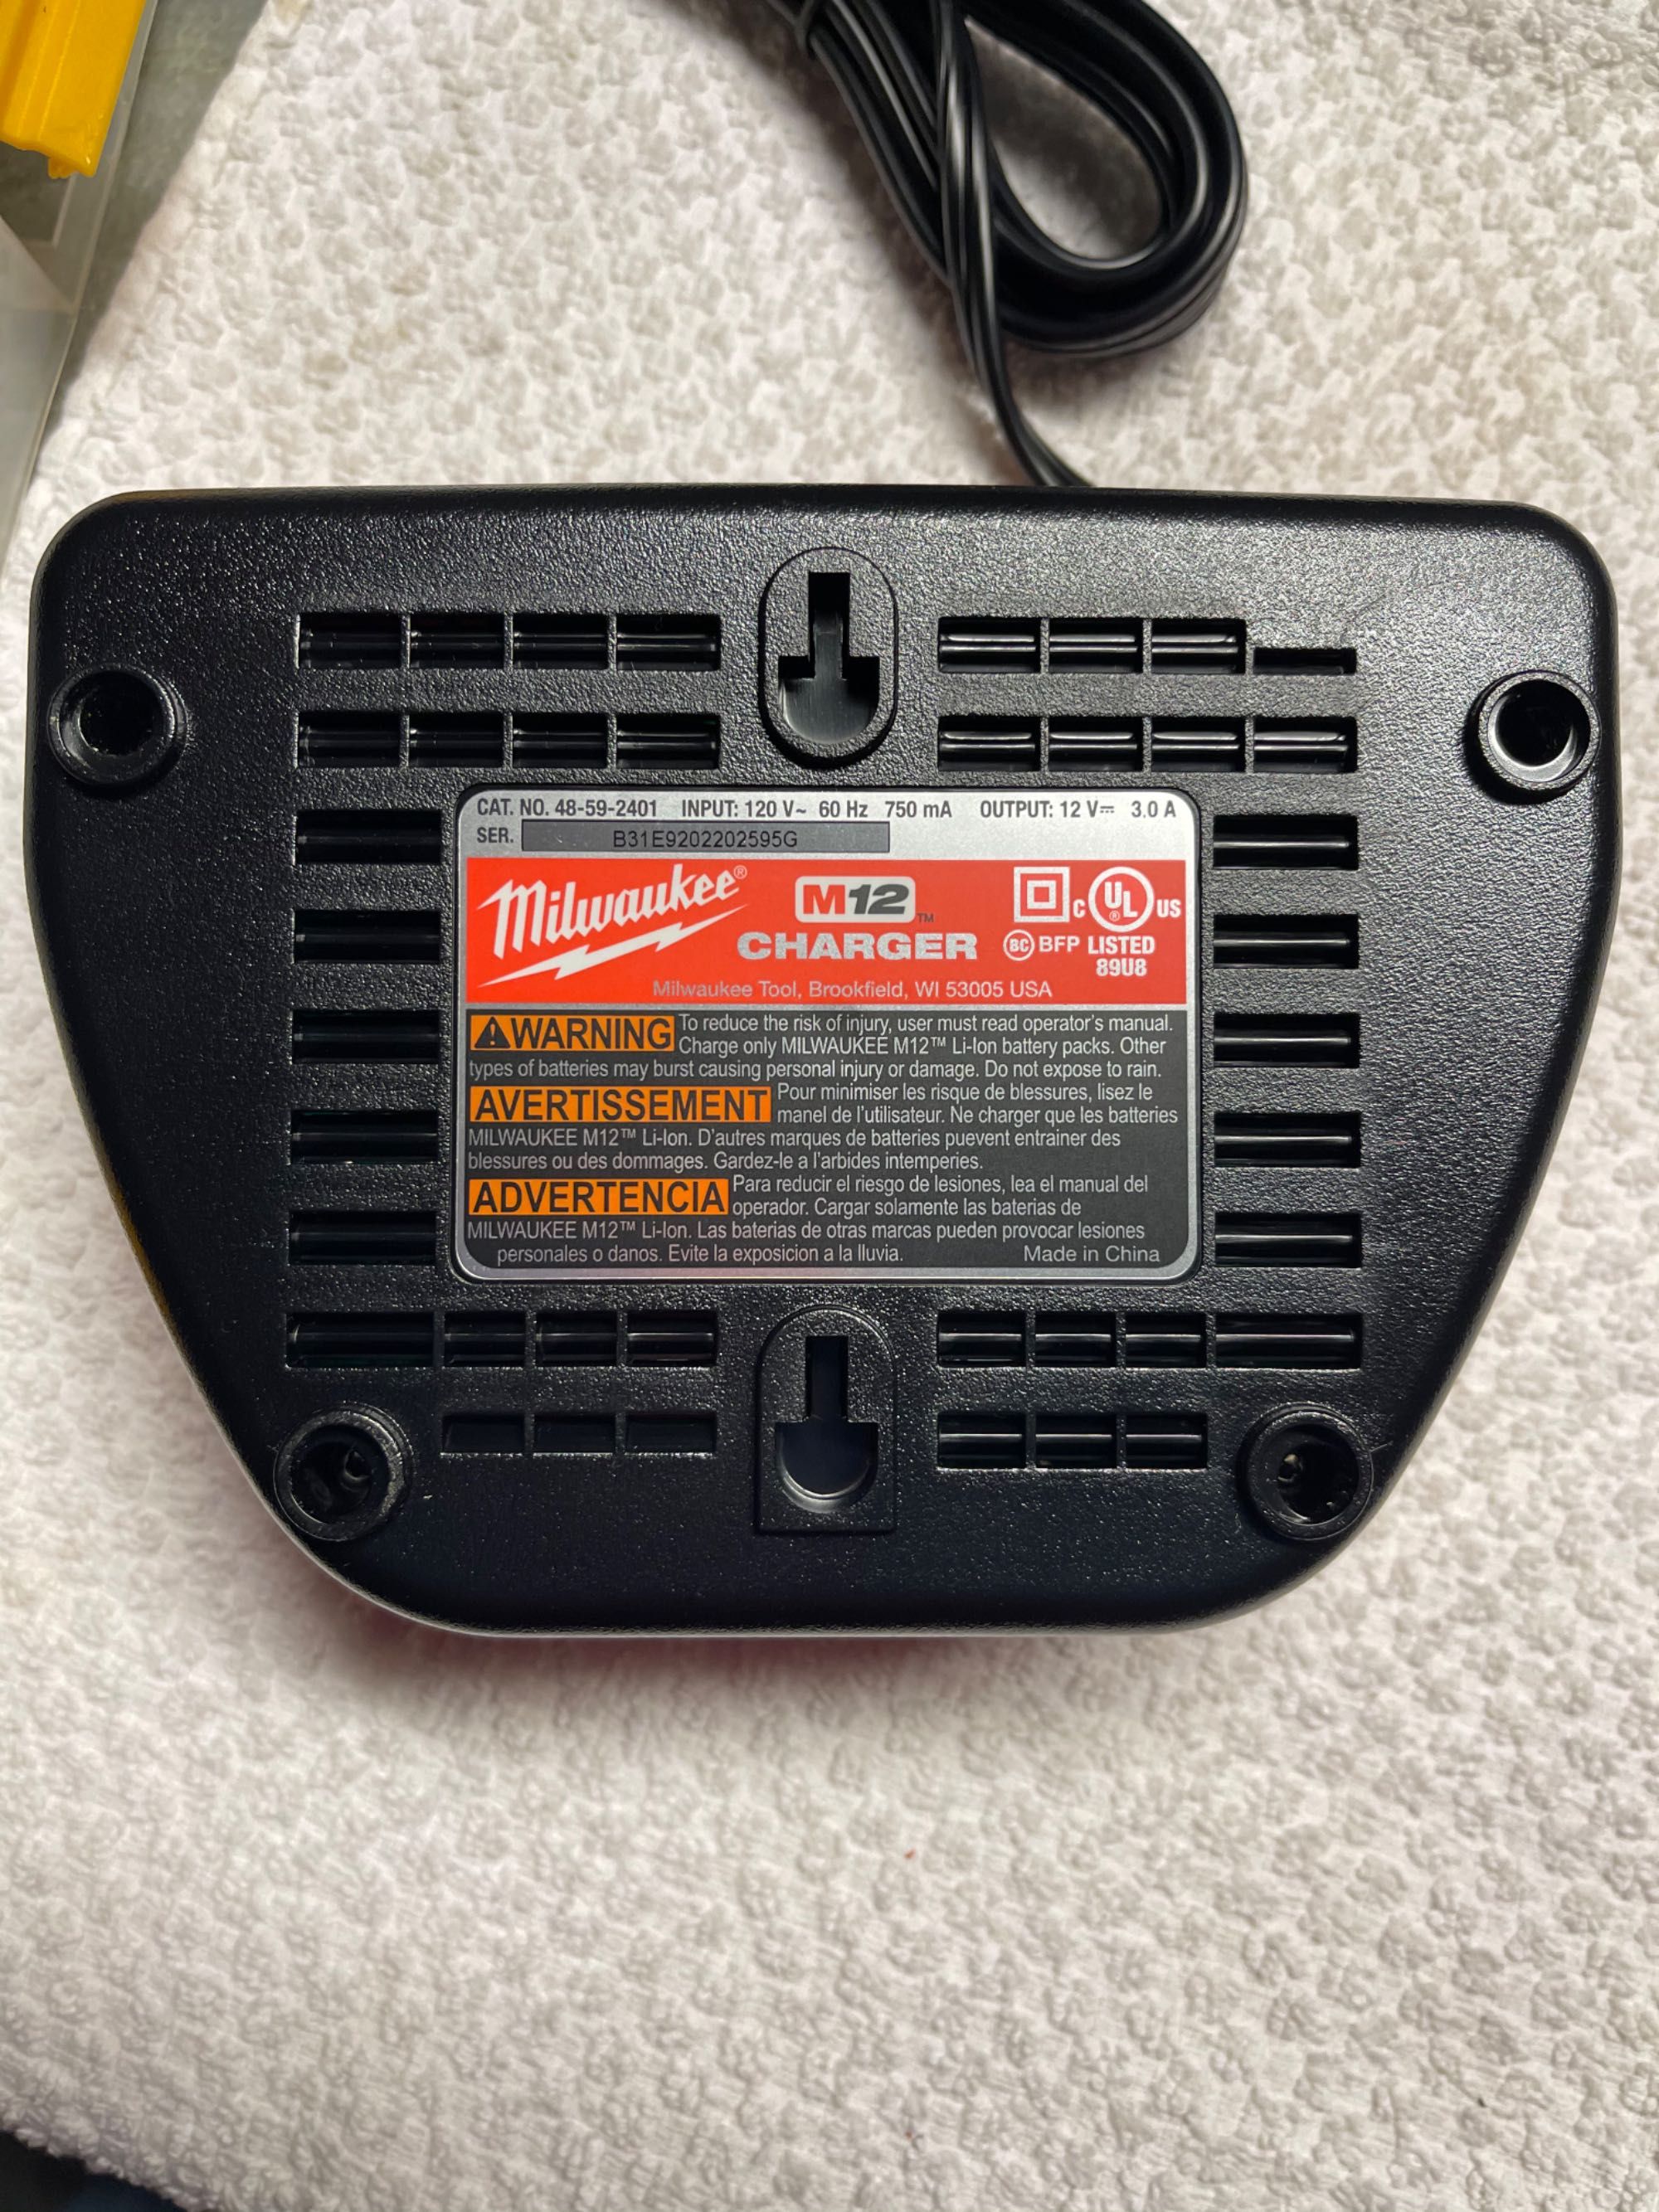 CAT. NO. 48-59-2401 INPUT: 120 V~ 60 Hz 750 mA OUTPUT: 12 V⎓ 3.0 A
SER. B31E9202202595G
Milwaukee® M12™ C UL® US
CHARGER BC BFP LISTED
89U8
Milwaukee Tool, Brookfield, WI 53005 USA
⚠WARNING To reduce the risk of injury, user must read operator's manual.
Charge only MILWAUKEE M12™ Li-Ion battery packs. Other
types of batteries may burst causing personal injury or damage. Do not expose to rain.
AVERTISSEMENT Pour minimiser les risque de blessures, lisez le
manel de l'utilisateur. Ne charger que les batteries
MILWAUKEE M12™ Li-Ion. D'autres marques de batteries puevent entrainer des
blessures ou des dommages. Gardez-le a l'arbides intemperies.
ADVERTENCIA Para reducir el riesgo de lesiones, lea el manual del
operador. Cargar solamente las baterias de
MILWAUKEE M12™ Li-Ion. Las baterias de otras marcas pueden provocar lesiones
personales o danos. Evite la exposicion a la lluvia. Made in China